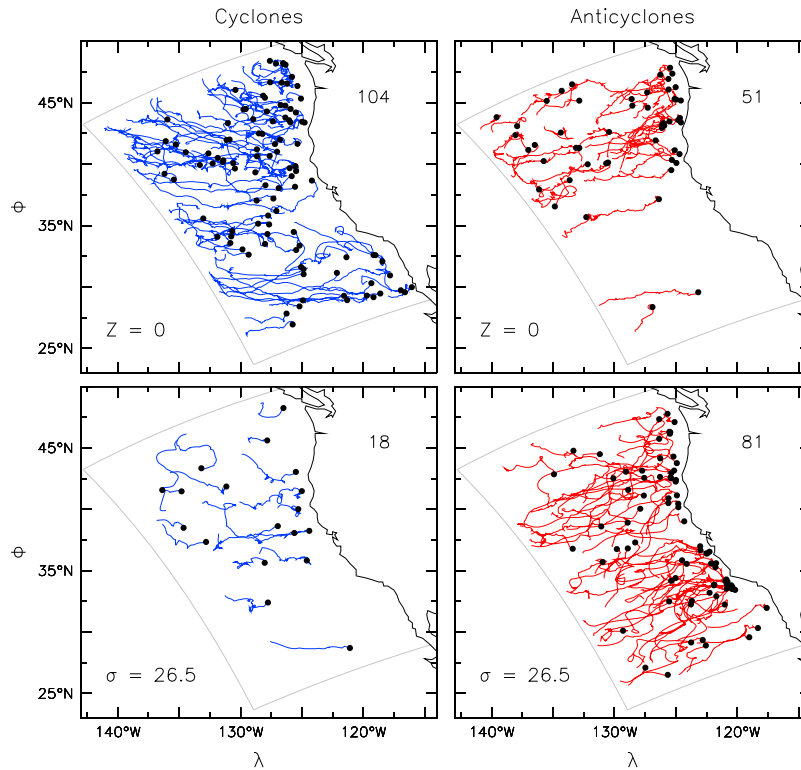 Cyclones
Anticyclones
45°N
35°N
25°N
ϕ
104
Z = 0
51
Z = 0
45°N
35°N
25°N
ϕ
18
σ = 26.5
81
σ = 26.5
140°W
130°W
120°W
λ
140°W
130°W
120°W
λ